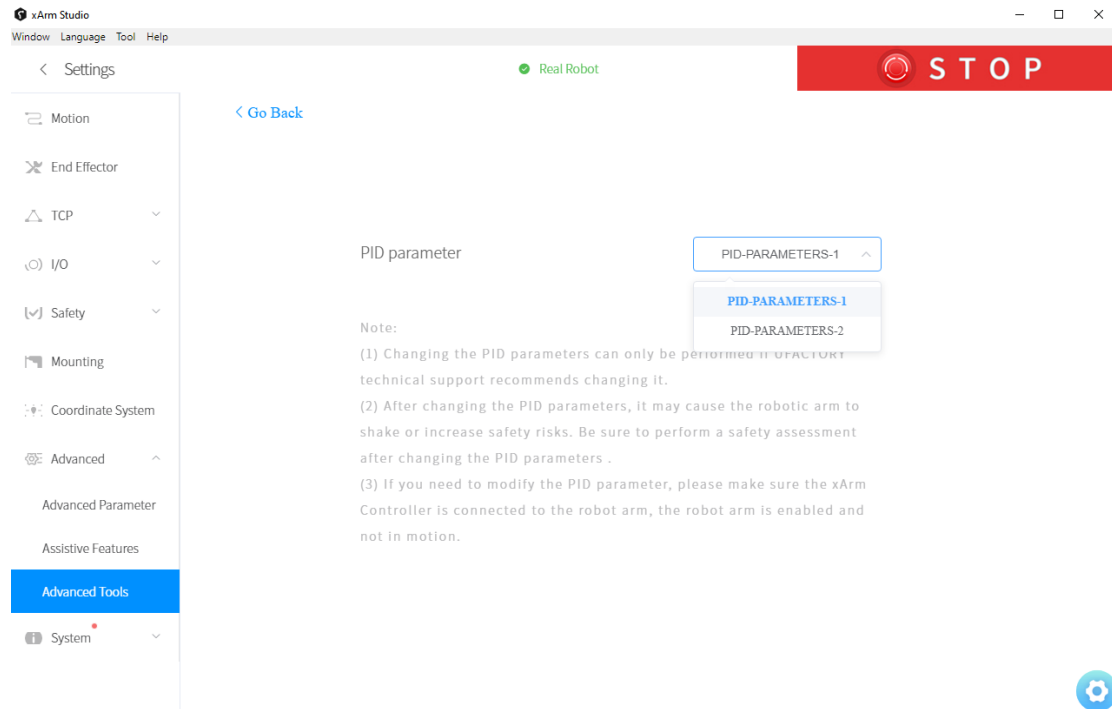 xArm Studio
Window Language Tool Help
Settings
Real Robot
STOP
Motion
End Effector
TCP
I/O
Safety
Mounting
Coordinate System
Advanced
Advanced Parameter
Assistive Features
Advanced Tools
System
Go Back
PID parameter
PID-PARAMETERS-1
PID-PARAMETERS-1
PID-PARAMETERS-2
Note:
(1) Changing the PID parameters can only be performed if UFACTORY
technical support recommends changing it.
(2) After changing the PID parameters, it may cause the robotic arm to
shake or increase safety risks. Be sure to perform a safety assessment
after changing the PID parameters .
(3) If you need to modify the PID parameter, please make sure the xArm
Controller is connected to the robot arm, the robot arm is enabled and
not in motion.